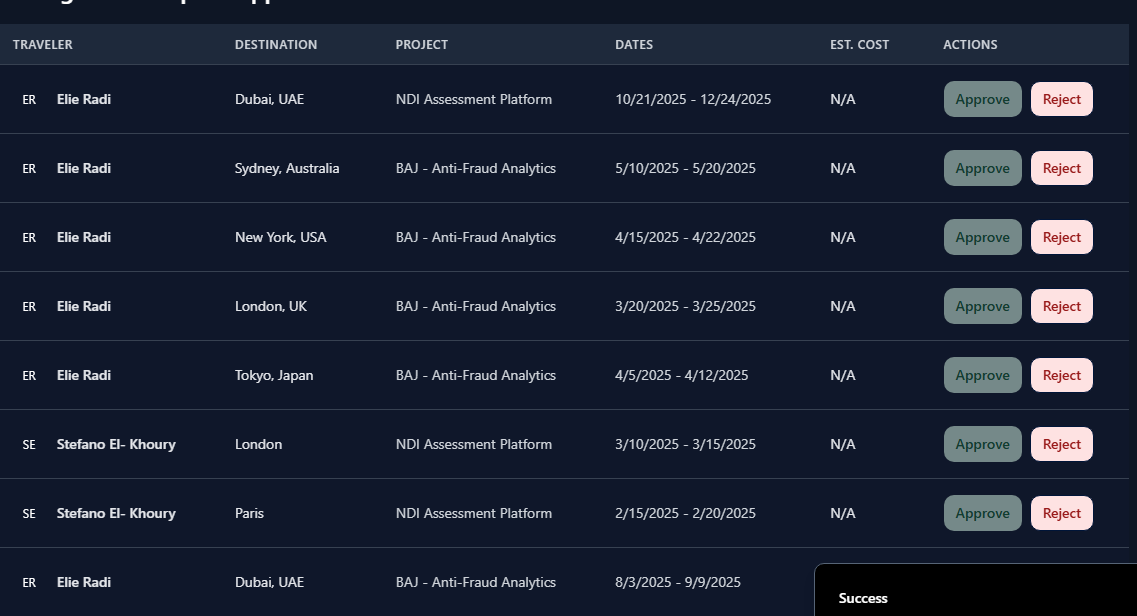 TRAVELER DESTINATION PROJECT DATES EST. COST ACTIONS
ER Elie Radi Dubai, UAE NDI Assessment Platform 10/21/2025 - 12/24/2025 N/A Approve Reject
ER Elie Radi Sydney, Australia BAJ - Anti-Fraud Analytics 5/10/2025 - 5/20/2025 N/A Approve Reject
ER Elie Radi New York, USA BAJ - Anti-Fraud Analytics 4/15/2025 - 4/22/2025 N/A Approve Reject
ER Elie Radi London, UK BAJ - Anti-Fraud Analytics 3/20/2025 - 3/25/2025 N/A Approve Reject
ER Elie Radi Tokyo, Japan BAJ - Anti-Fraud Analytics 4/5/2025 - 4/12/2025 N/A Approve Reject
SE Stefano El- Khoury London NDI Assessment Platform 3/10/2025 - 3/15/2025 N/A Approve Reject
SE Stefano El- Khoury Paris NDI Assessment Platform 2/15/2025 - 2/20/2025 N/A Approve Reject
ER Elie Radi Dubai, UAE BAJ - Anti-Fraud Analytics 8/3/2025 - 9/9/2025
Success